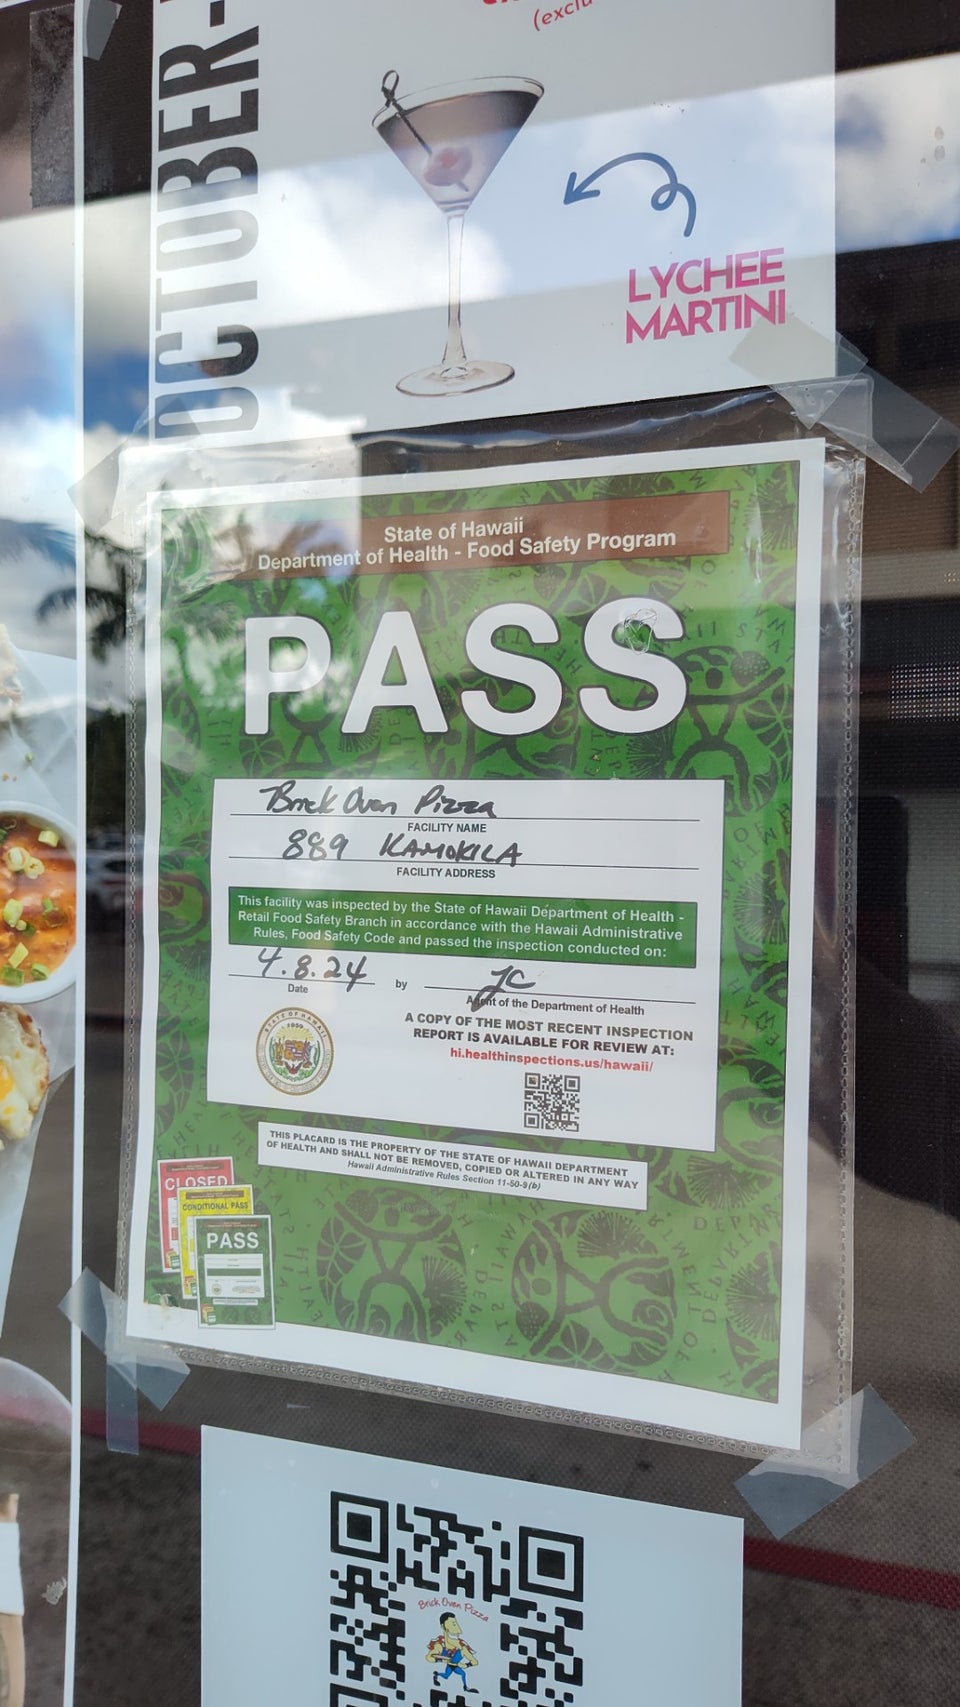 OCTOBER-
(exclu
LYCHEE
MARTINI
State of Hawaii
Department of Health - Food Safety Program
PASS
Brick Oven Pizza
FACILITY NAME
889 KAMOKILA
FACILITY ADDRESS
This facility was inspected by the State of Hawaii Department of Health -
Retail Food Safety Branch in accordance with the Hawaii Administrative
Rules, Food Safety Code and passed the inspection conducted on:
4.8.24 by JC
Date
Agent of the Department of Health
A COPY OF THE MOST RECENT INSPECTION
REPORT IS AVAILABLE FOR REVIEW AT:
hi.healthinspections.us/hawaii/
STATE OF HAWAII
1959
THIS PLACARD IS THE PROPERTY OF THE STATE OF HAWAII DEPARTMENT
OF HEALTH AND SHALL NOT BE REMOVED, COPIED OR ALTERED IN ANY WAY
Hawaii Administrative Rules Section 11-50-9(b)
CLOSED
CONDITIONAL PASS
PASS
Brick Oven Pizza